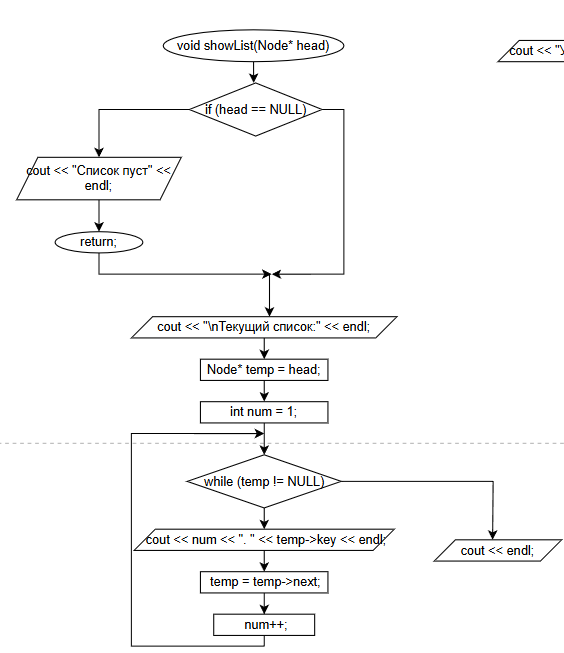 void showList(Node* head)
cout << "У
if (head == NULL)
cout << "Список пуст" <<
endl;
return;
cout << "\nТекущий список:" << endl;
Node* temp = head;
int num = 1;
while (temp != NULL)
cout << num << ". " << temp->key << endl;
cout << endl;
temp = temp->next;
num++;